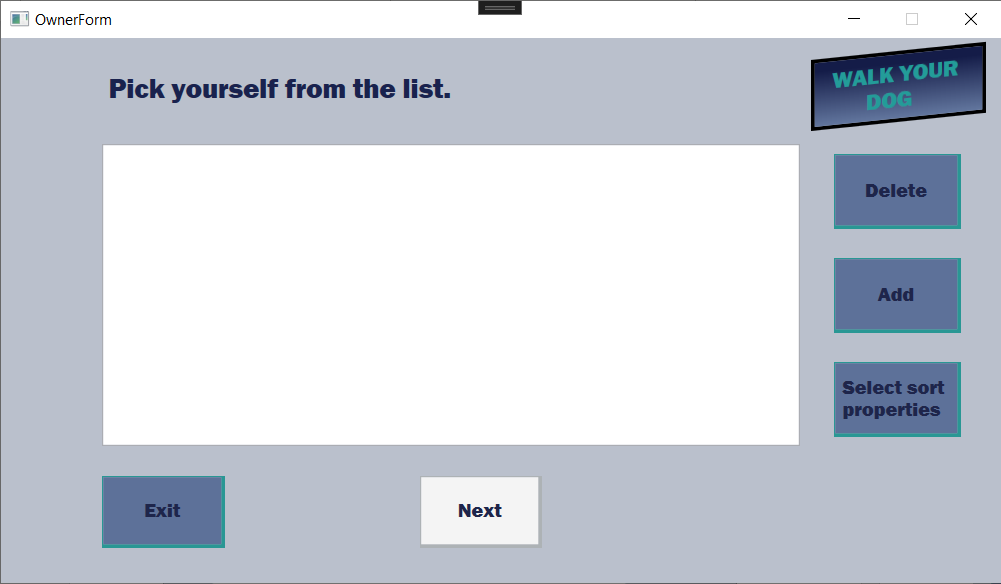 OwnerForm
Pick yourself from the list.
WALK YOUR
DOG
Delete
Add
Select sort
properties
Exit
Next